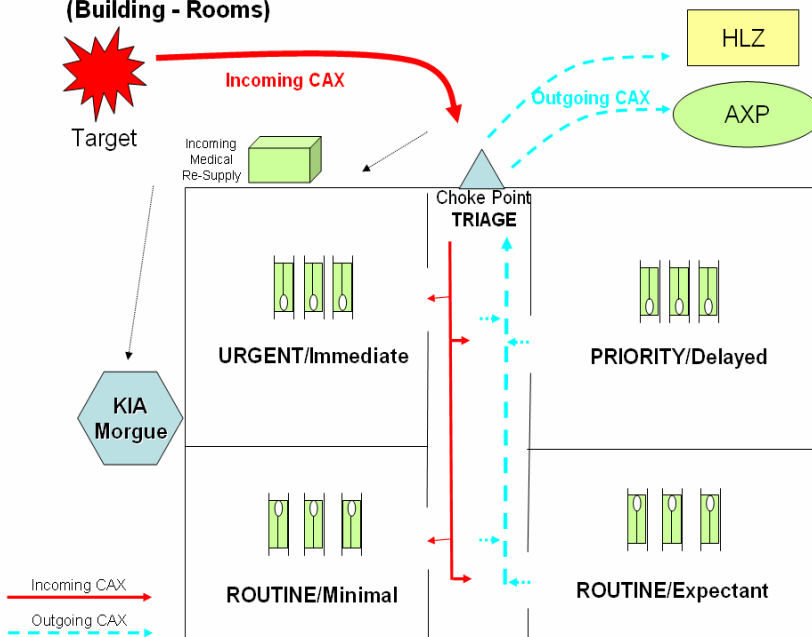 (Building - Rooms)
HLZ
Incoming CAX
Outgoing CAX
AXP
Target
Incoming
Medical
Re-Supply
Choke Point
TRIAGE
URGENT/Immediate
PRIORITY/Delayed
KIA
Morgue
ROUTINE/Minimal
ROUTINE/Expectant
Incoming CAX
Outgoing CAX